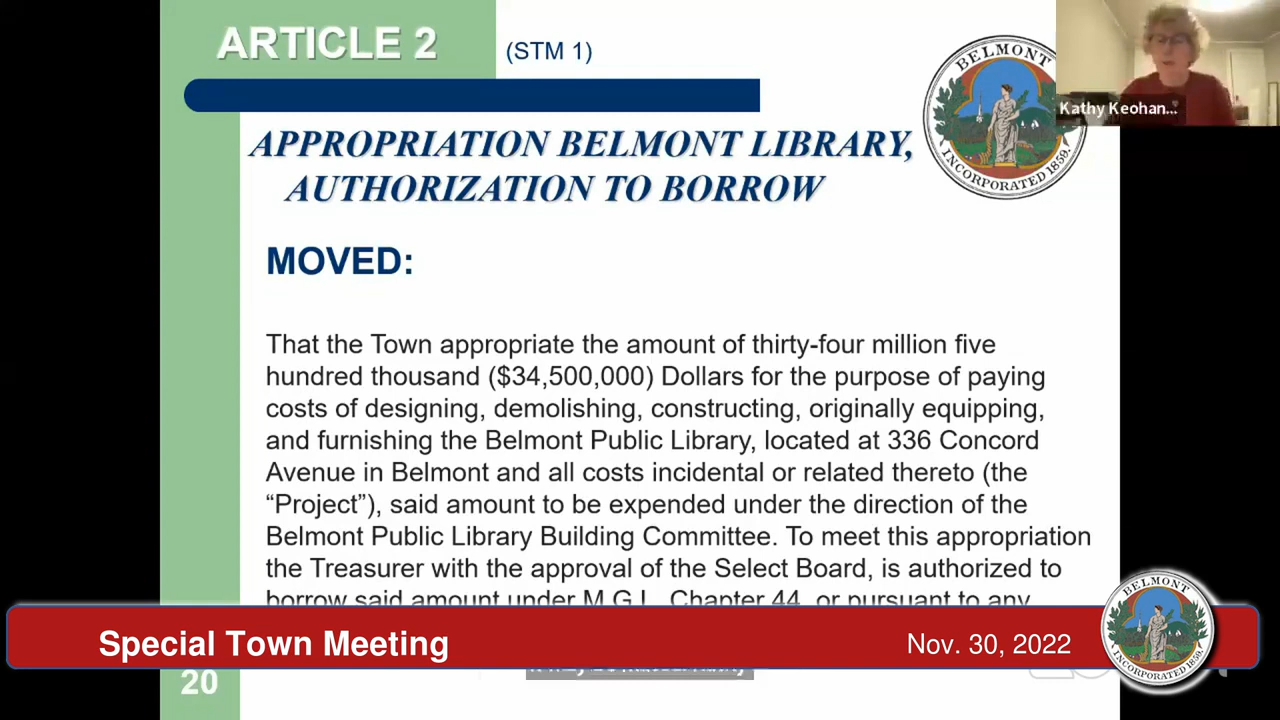 ARTICLE 2
(STM 1)
BELMONT
INCORPORATED 1859
Kathy Keohan...
APPROPRIATION BELMONT LIBRARY,
AUTHORIZATION TO BORROW
MOVED:
That the Town appropriate the amount of thirty-four million five
hundred thousand ($34,500,000) Dollars for the purpose of paying
costs of designing, demolishing, constructing, originally equipping,
and furnishing the Belmont Public Library, located at 336 Concord
Avenue in Belmont and all costs incidental or related thereto (the
“Project”), said amount to be expended under the direction of the
Belmont Public Library Building Committee. To meet this appropriation
the Treasurer with the approval of the Select Board, is authorized to
borrow said amount under M.G.L. Chapter 44, or pursuant to any
Special Town Meeting
Nov. 30, 2022
BELMONT
INCORPORATED 1859
20